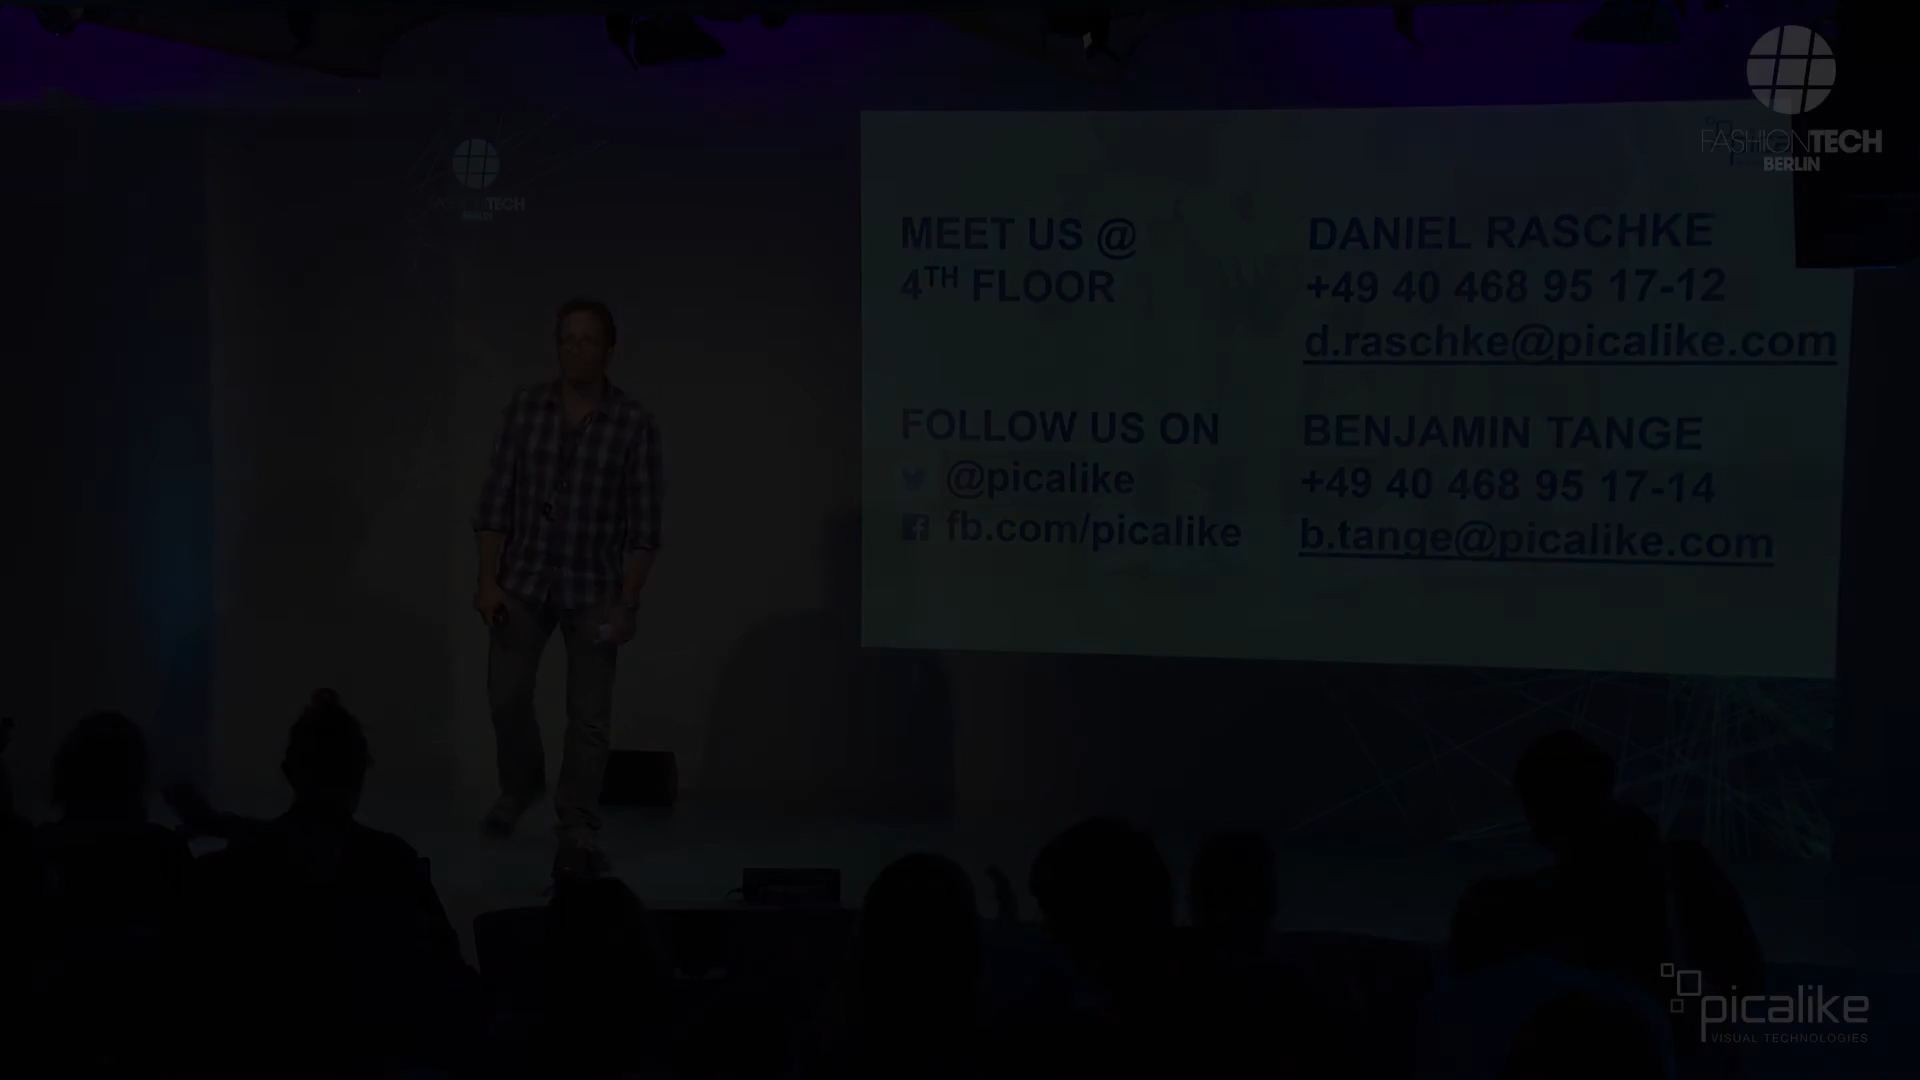 FASHIONTECH
BERLIN
TECH
BERLIN
MEET US @
4TH FLOOR
FOLLOW US ON
@picalike
fb.com/picalike
DANIEL RASCHKE
+49 40 468 95 17-12
d.raschke@picalike.com
BENJAMIN TANGE
+49 40 468 95 17-14
b.tange@picalike.com
picalike
VISUAL TECHNOLOGIES